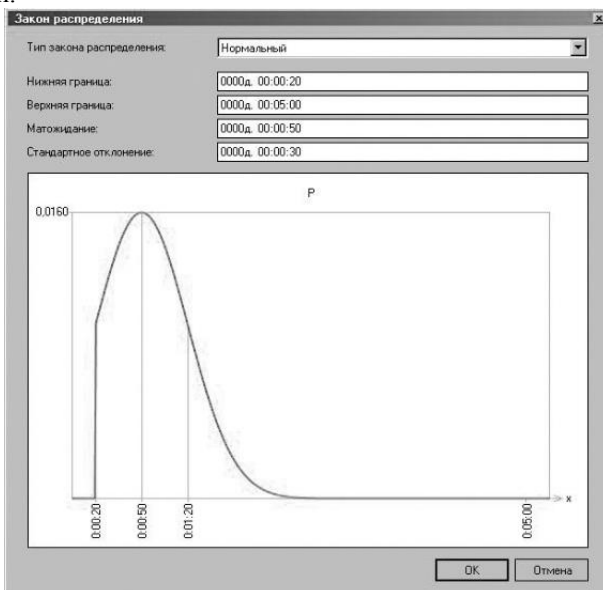 Закон распределения
Тип закона распределения: Нормальный
Нижняя граница: 0000д. 00:00:20
Верхняя граница: 0000д. 00:05:00
Матожидание: 0000д. 00:00:50
Стандартное отклонение: 0000д. 00:00:30
P
0,0160
x
0:00:20 0:00:50 0:01:20 0:05:00
OK Отмена